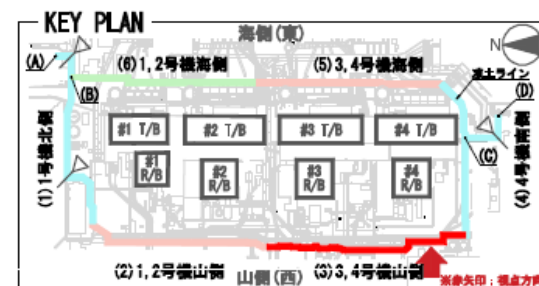 KEY PLAN
海側(東)
N
(A)
(6)1,2号機海側
(5)3,4号機海側
凍土ライン
(B)
(D)
#1 T/B
#2 T/B
#3 T/B
#4 T/B
(C)
#1
R/B
#2
R/B
#3
R/B
#4
R/B
(1)1号機北側
(4)4号機南側
(2)1,2号機山側
山側(西)
(3)3,4号機山側
※赤矢印:視点方向